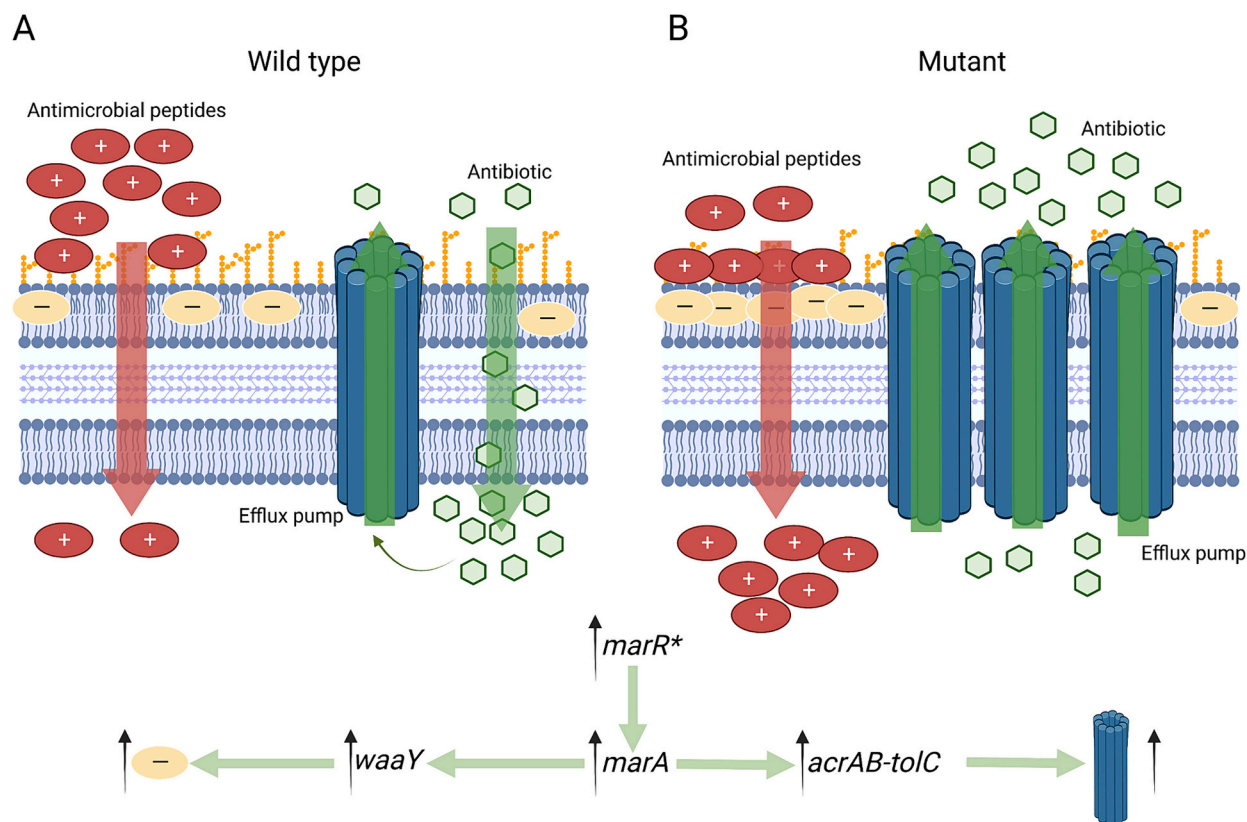 A
B
Wild type
Mutant
Antimicrobial peptides
Antibiotic
Antimicrobial peptides
Antibiotic
+ + + + + + + +
+ + + + + +
− − − −
− − − − − −
Efflux pump
+ +
Efflux pump
+ + + + + +
marR*
− waaY marA acrAB-tolC